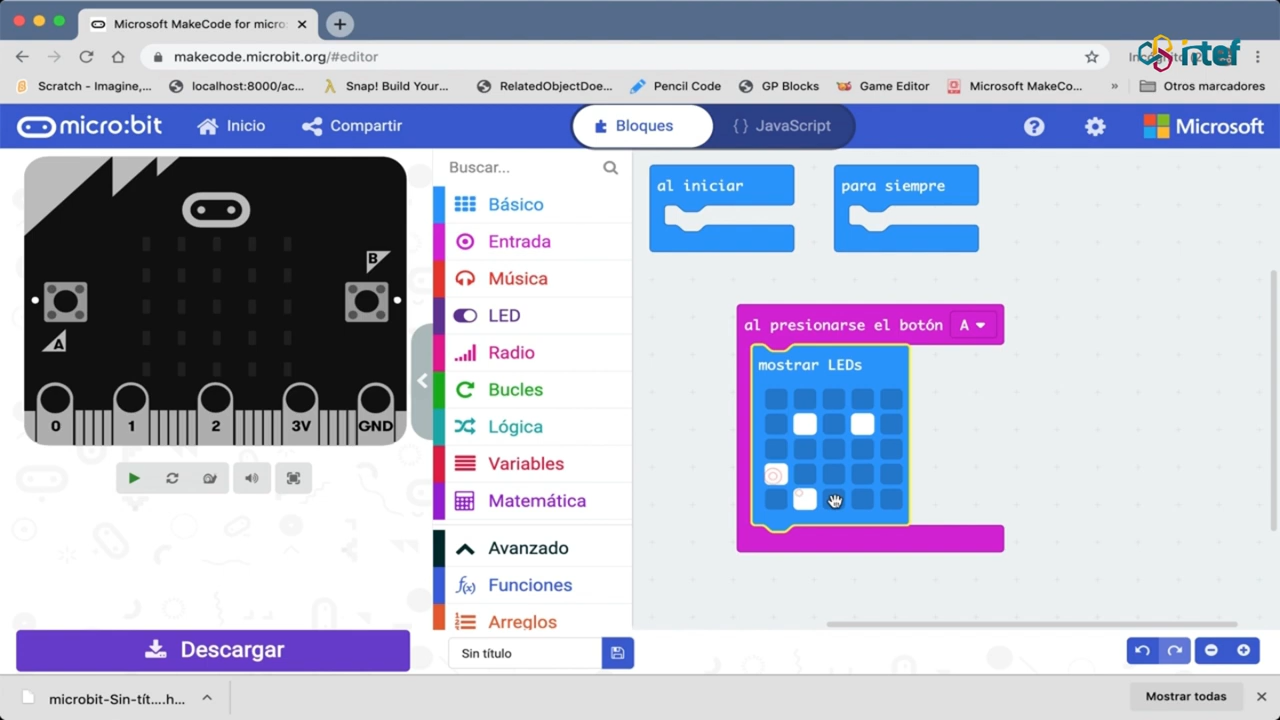 Microsoft MakeCode for micro:
makecode.microbit.org/#editor
intef
Scratch - Imagine,...
localhost:8000/ac...
Snap! Build Your...
RelatedObjectDoe...
Pencil Code
GP Blocks
Game Editor
Microsoft MakeCo...
»
Otros marcadores
micro:bit
Inicio
Compartir
Bloques
{} JavaScript
?
Microsoft
Buscar...
Básico
Entrada
Música
LED
Radio
Bucles
Lógica
Variables
Matemática
Avanzado
Funciones
Arreglos
B
A
0
1
2
3V
GND
al iniciar
para siempre
al presionarse el botón A
mostrar LEDs
Descargar
Sin título
microbit-Sin-tít....h...
Mostrar todas